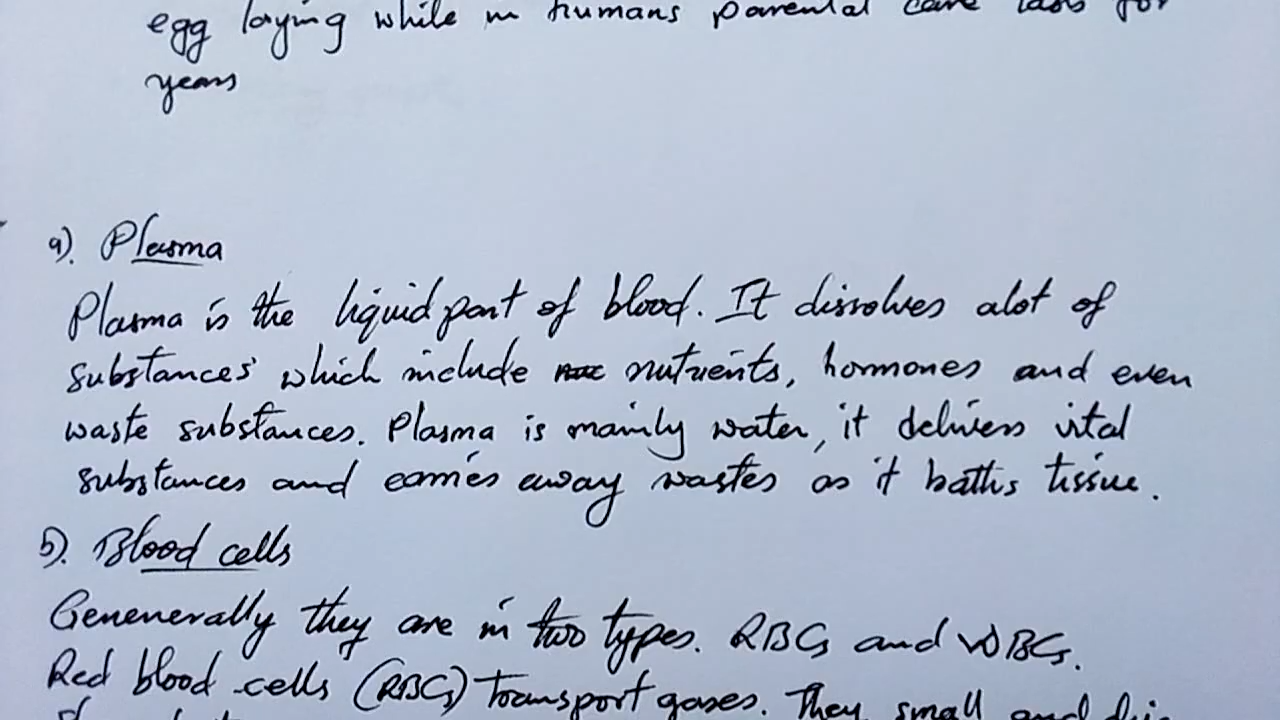 egg laying while in humans parental care lasts for
years
a). Plasma
Plasma is the liquid part of blood. It dissolves alot of
substances which include nutrients, hormones and even
waste substances. Plasma is mainly water, it delivers vital
substances and carries away wastes as it baths tissue.
b). Blood cells
Genenerally they are in two types. RBCs and WBCs.
Red blood cells (RBCs) transport gases. They small and